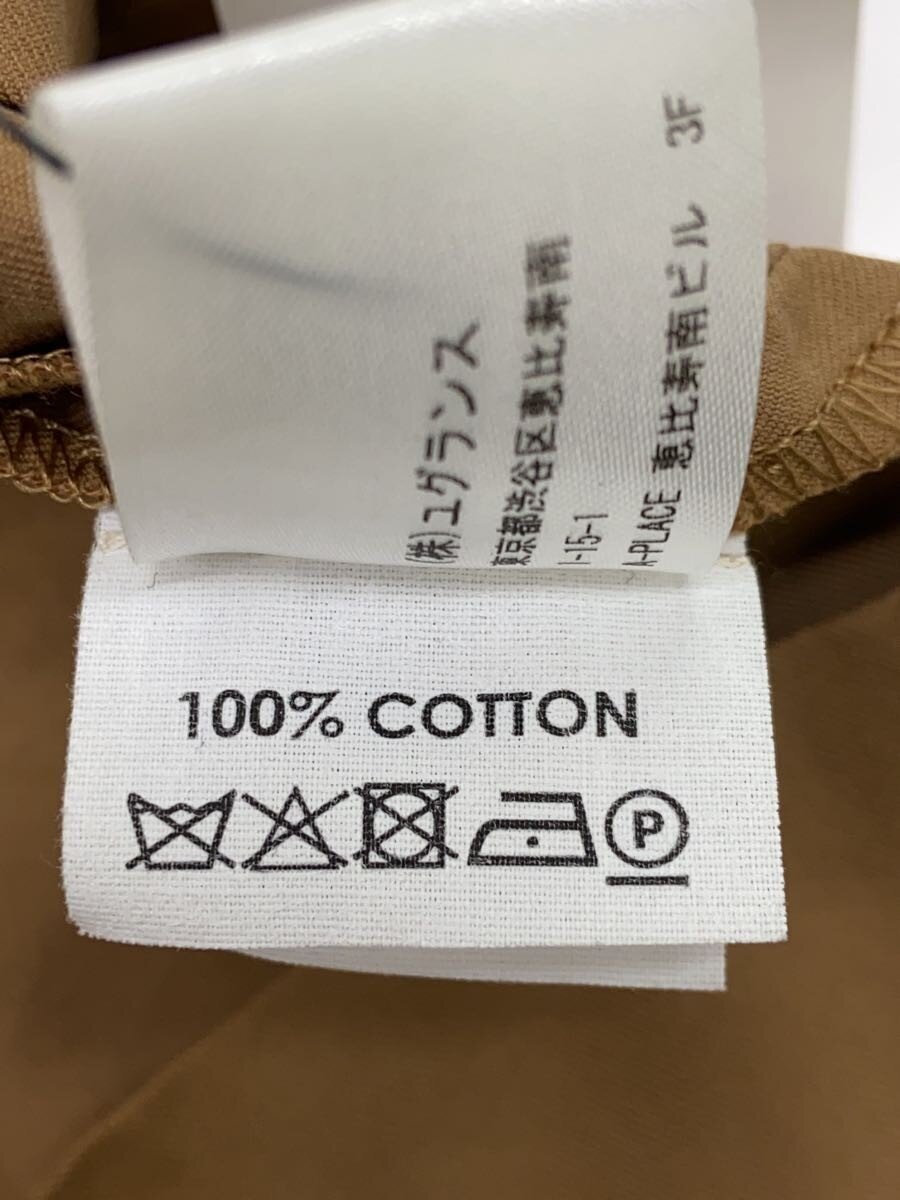 (株)ユグランス
東京都渋谷区恵比寿南
1-15-1
A-PLACE 恵比寿南ビル 3F
100% COTTON
P